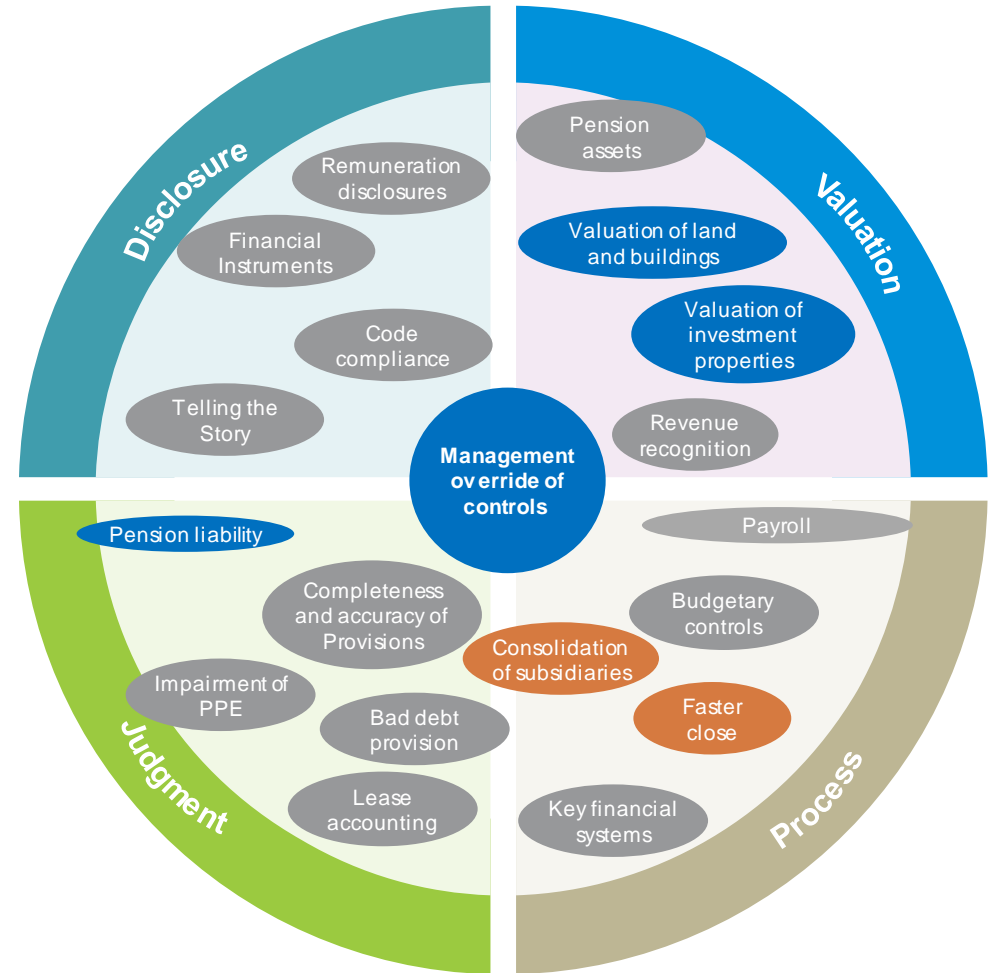 Disclosure
Remuneration
disclosures
Financial
Instruments
Code
compliance
Telling the
Story
Valuation
Pension
assets
Valuation of land
and buildings
Valuation of
investment
properties
Revenue
recognition
Management
override of
controls
Judgment
Pension liability
Completeness
and accuracy of
Provisions
Impairment of
PPE
Bad debt
provision
Lease
accounting
Process
Payroll
Budgetary
controls
Consolidation
of subsidiaries
Faster
close
Key financial
systems